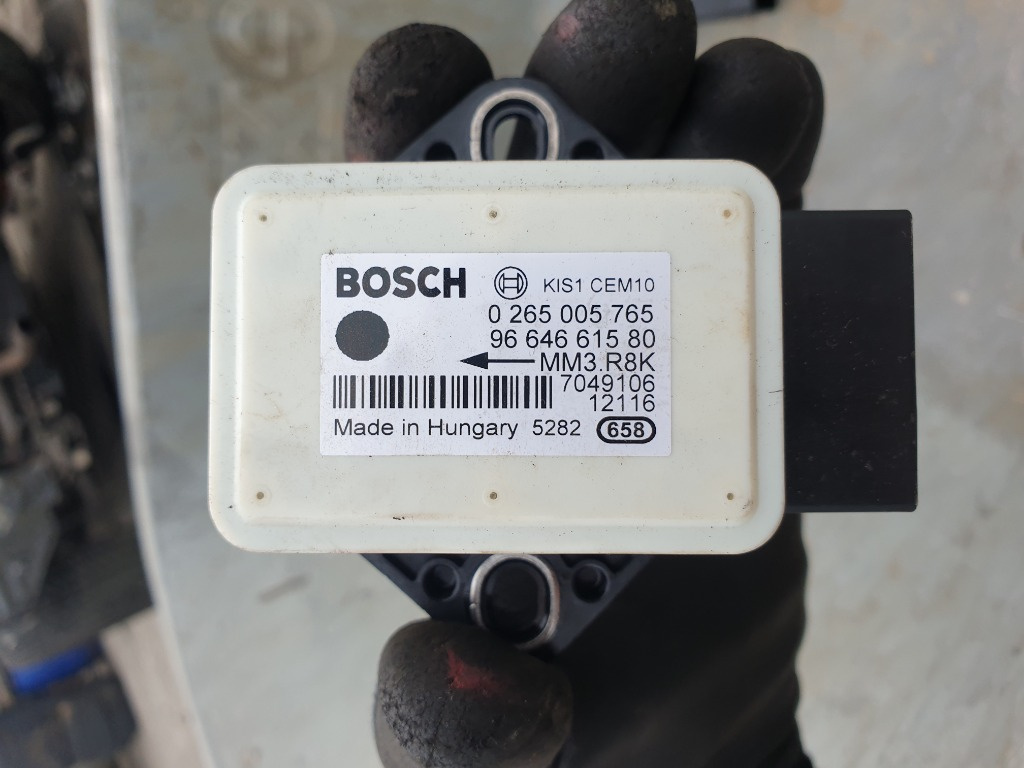 BOSCH KIS1 CEM10
0 265 005 765
96 646 615 80
MM3.R8K
7049106
12116
Made in Hungary 5282 658